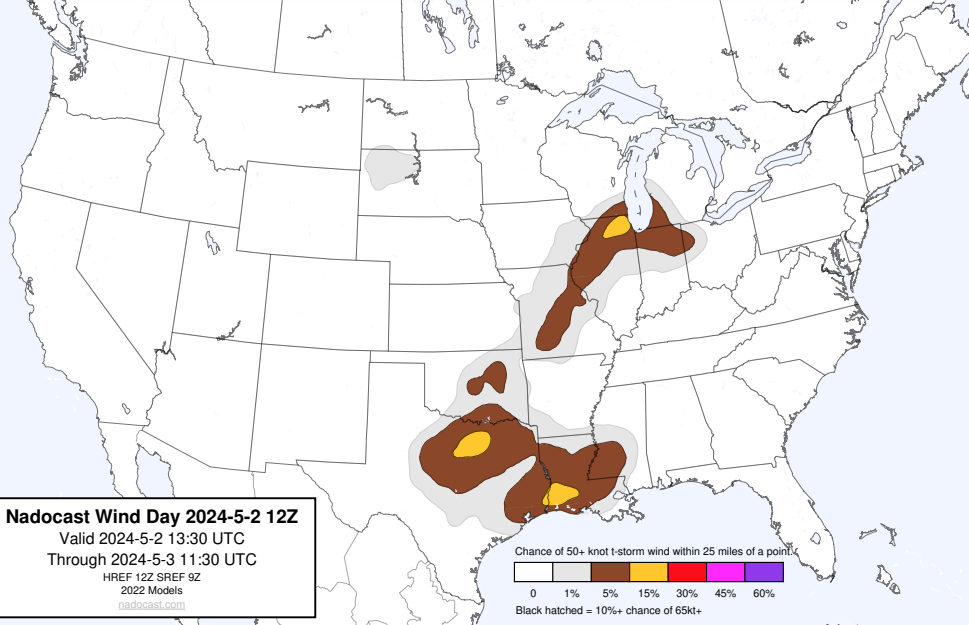 Nadocast Wind Day 2024-5-2 12Z
Valid 2024-5-2 13:30 UTC
Through 2024-5-3 11:30 UTC
HREF 12Z SREF 9Z
2022 Models
nadocast.com
Chance of 50+ knot t-storm wind within 25 miles of a point.
0 1% 5% 15% 30% 45% 60%
Black hatched = 10%+ chance of 65kt+